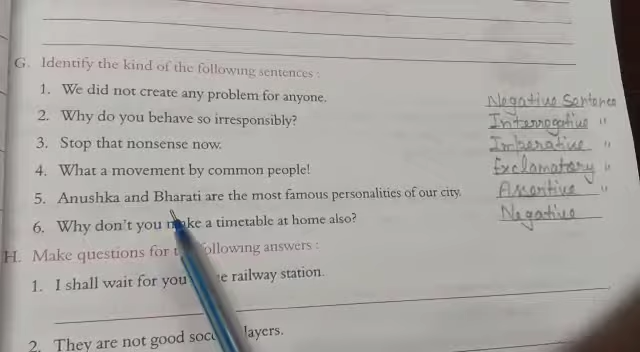 G. Identify the kind of the following sentences :
1. We did not create any problem for anyone. Negative Sentence
2. Why do you behave so irresponsibly? Interrogative "
3. Stop that nonsense now. Imperative "
4. What a movement by common people! Exclamatory "
5. Anushka and Bharati are the most famous personalities of our city. Assertive "
6. Why don't you make a timetable at home also? Negative
H. Make questions for the following answers :
1. I shall wait for you railway station.
2. They are not good layers.